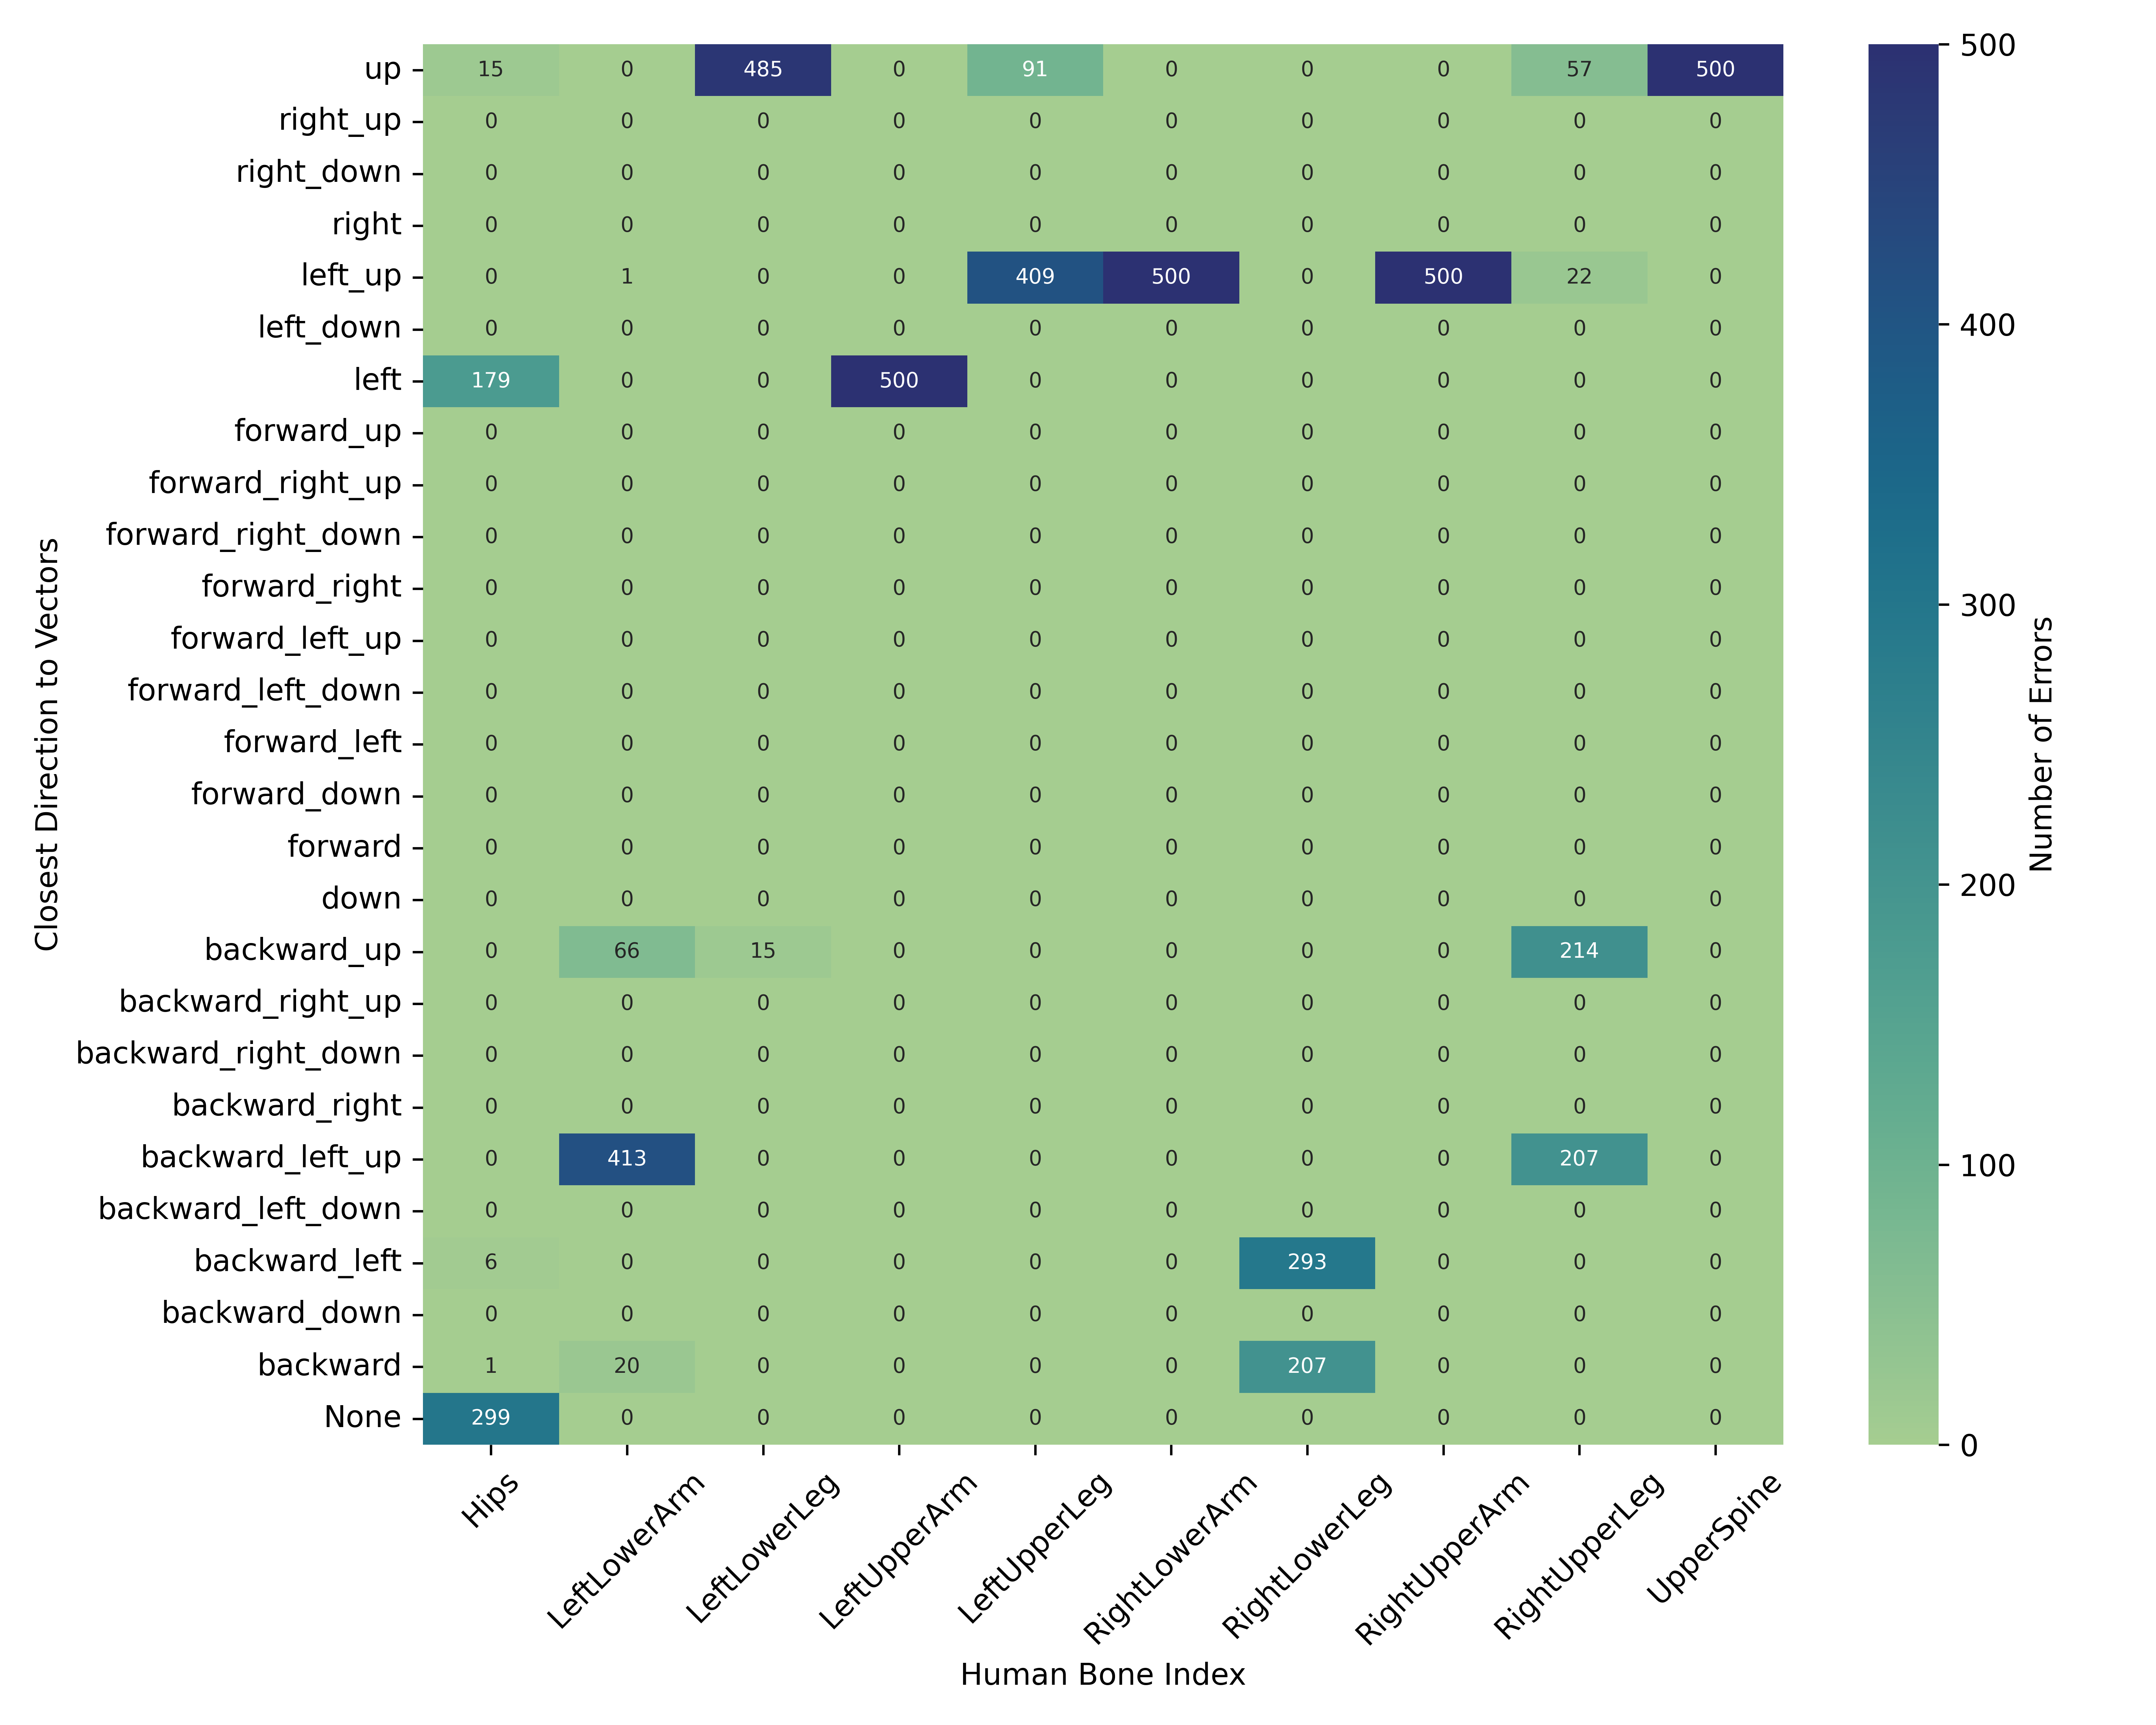 up 15 0 485 0 91 0 0 0 57 500
right_up 0 0 0 0 0 0 0 0 0 0
right_down 0 0 0 0 0 0 0 0 0 0
right 0 0 0 0 0 0 0 0 0 0
left_up 0 1 0 0 409 500 0 500 22 0
left_down 0 0 0 0 0 0 0 0 0 0
left 179 0 0 500 0 0 0 0 0 0
forward_up 0 0 0 0 0 0 0 0 0 0
forward_right_up 0 0 0 0 0 0 0 0 0 0
forward_right_down 0 0 0 0 0 0 0 0 0 0
forward_right 0 0 0 0 0 0 0 0 0 0
forward_left_up 0 0 0 0 0 0 0 0 0 0
forward_left_down 0 0 0 0 0 0 0 0 0 0
forward_left 0 0 0 0 0 0 0 0 0 0
forward_down 0 0 0 0 0 0 0 0 0 0
forward 0 0 0 0 0 0 0 0 0 0
down 0 0 0 0 0 0 0 0 0 0
backward_up 0 66 15 0 0 0 0 0 214 0
backward_right_up 0 0 0 0 0 0 0 0 0 0
backward_right_down 0 0 0 0 0 0 0 0 0 0
backward_right 0 0 0 0 0 0 0 0 0 0
backward_left_up 0 413 0 0 0 0 0 0 207 0
backward_left_down 0 0 0 0 0 0 0 0 0 0
backward_left 6 0 0 0 0 0 293 0 0 0
backward_down 0 0 0 0 0 0 0 0 0 0
backward 1 20 0 0 0 0 207 0 0 0
None 299 0 0 0 0 0 0 0 0 0
Hips LeftLowerArm LeftLowerLeg LeftUpperArm LeftUpperLeg RightLowerArm RightLowerLeg RightUpperArm RightUpperLeg UpperSpine
Human Bone Index
Closest Direction to Vectors
500
400
300
200
100
0
Number of Errors